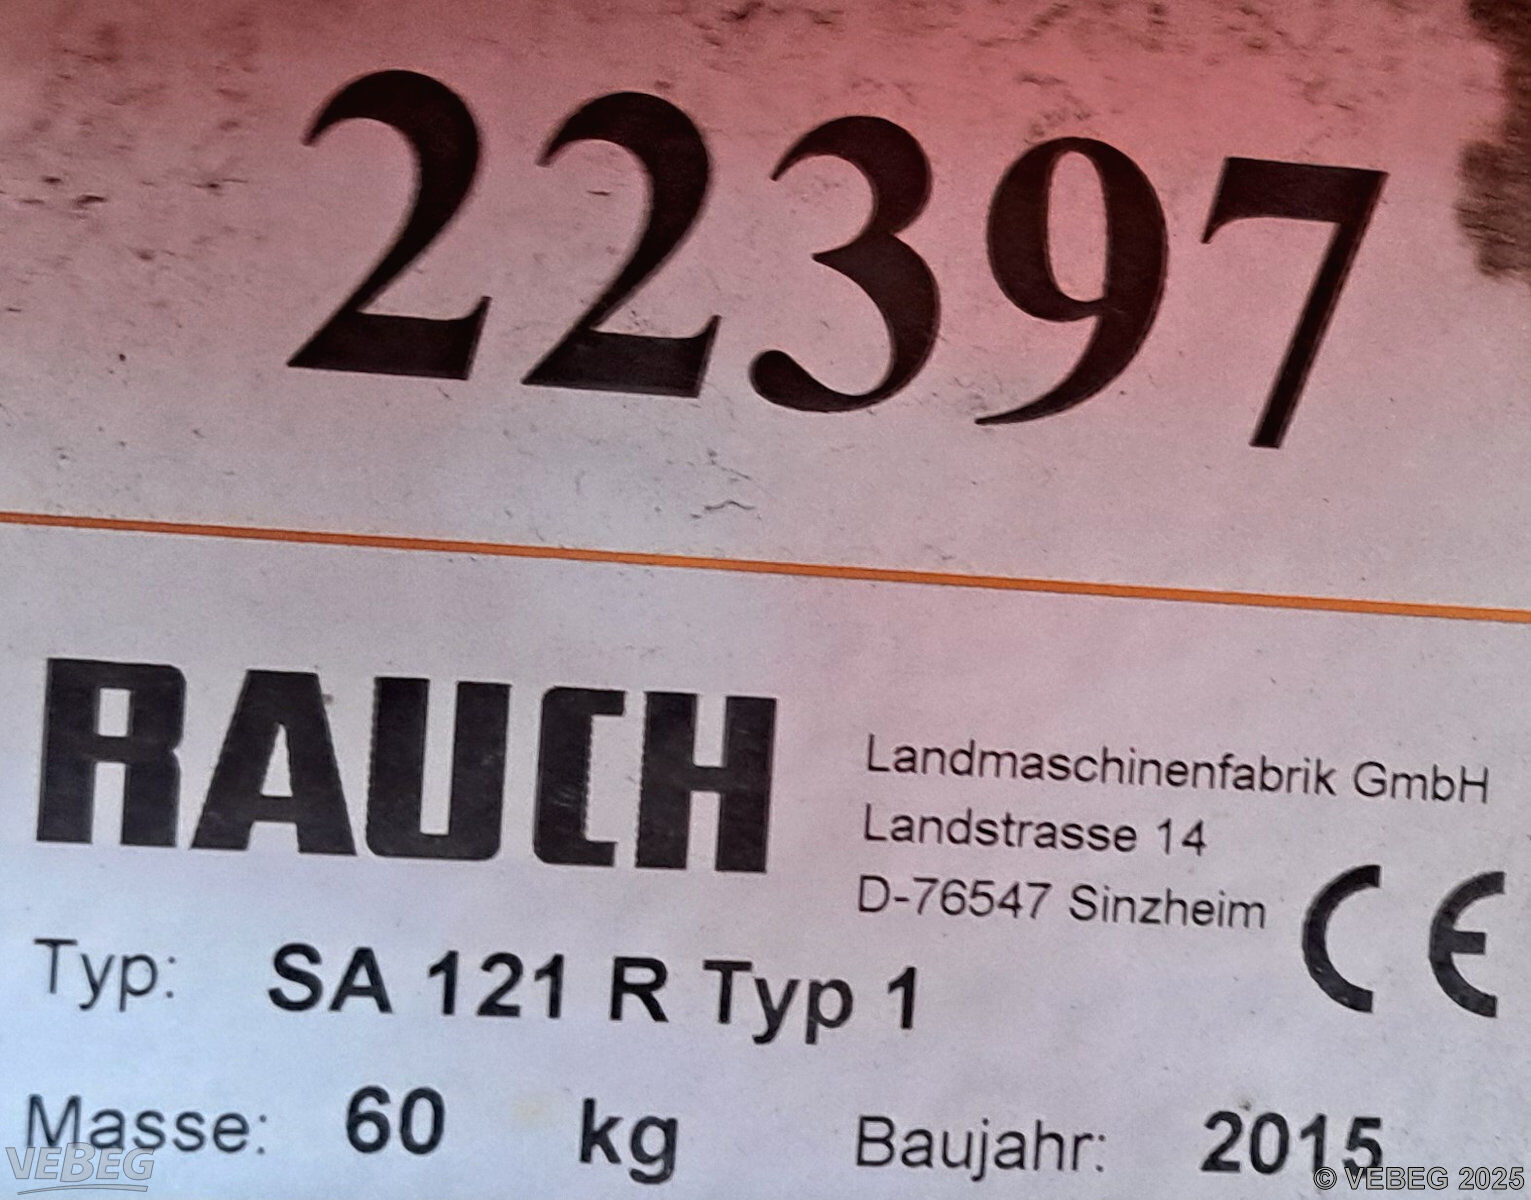 22397
RAUCH
Landmaschinenfabrik GmbH
Landstrasse 14
D-76547 Sinzheim
CE
Typ: SA 121 R Typ 1
Masse: 60 kg Baujahr: 2015
VEBEG
© VEBEG 2025